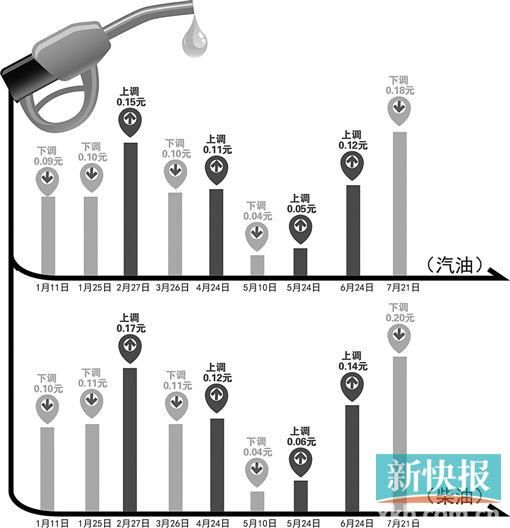 上调
0.15元
下调
0.18元
下调
0.09元
下调
0.10元
下调
0.10元
上调
0.11元
上调
0.12元
下调
0.04元
上调
0.05元
（汽油）
1月11日 1月25日 2月27日 3月26日 4月24日 5月10日 5月24日 6月24日 7月21日
上调
0.17元
下调
0.20元
下调
0.10元
下调
0.11元
下调
0.11元
上调
0.12元
上调
0.14元
下调
0.04元
上调
0.06元
新快报
（柴油）
1月11日 1月25日 2月27日 3月26日 4月24日 5月10日 5月24日 6月24日 7月21日